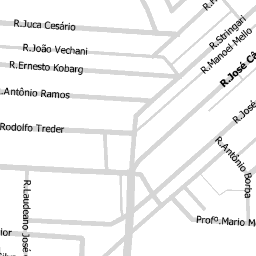 R.Juca Cesário
R.João Vechani
R.Ernesto Kobarg
R.Antônio Ramos
Rodolfo Treder
R.Stringari
R.Manoel Mello
R.José
R.José
R.Antônio Borba
R.Laudeano José
Profº.Mario M